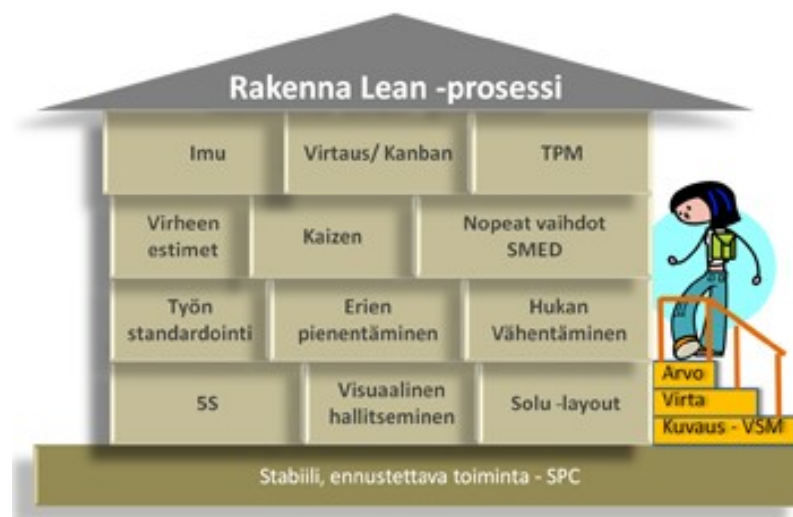 Rakenna Lean -prosessi
Imu
Virtaus/ Kanban
TPM
Virheen
estimet
Kaizen
Nopeat vaihdot
SMED
Työn
standardointi
Erien
pienentäminen
Hukan
Vähentäminen
5S
Visuaalinen
hallitseminen
Solu -layout
Arvo
Virta
Kuvaus - VSM
Stabiili, ennustettava toiminta - SPC